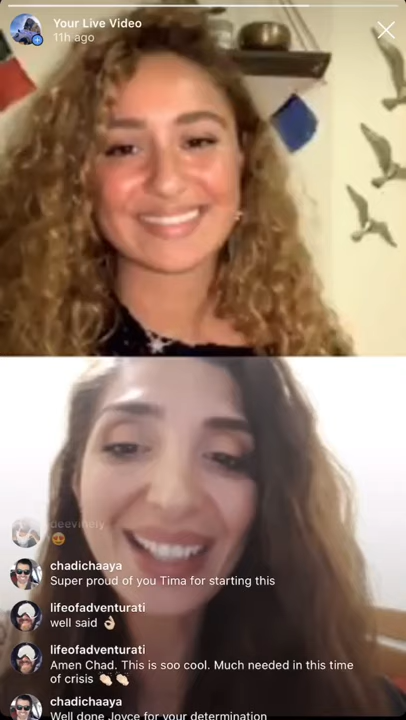 Your Live Video
11h ago
deevinely
😍
chadichaaya
Super proud of you Tima for starting this
lifeofadventurati
well said 👌🏻
lifeofadventurati
Amen Chad. This is soo cool. Much needed in this time
of crisis 👏🏻👏🏻
chadichaaya
Well done Joyce for your determination